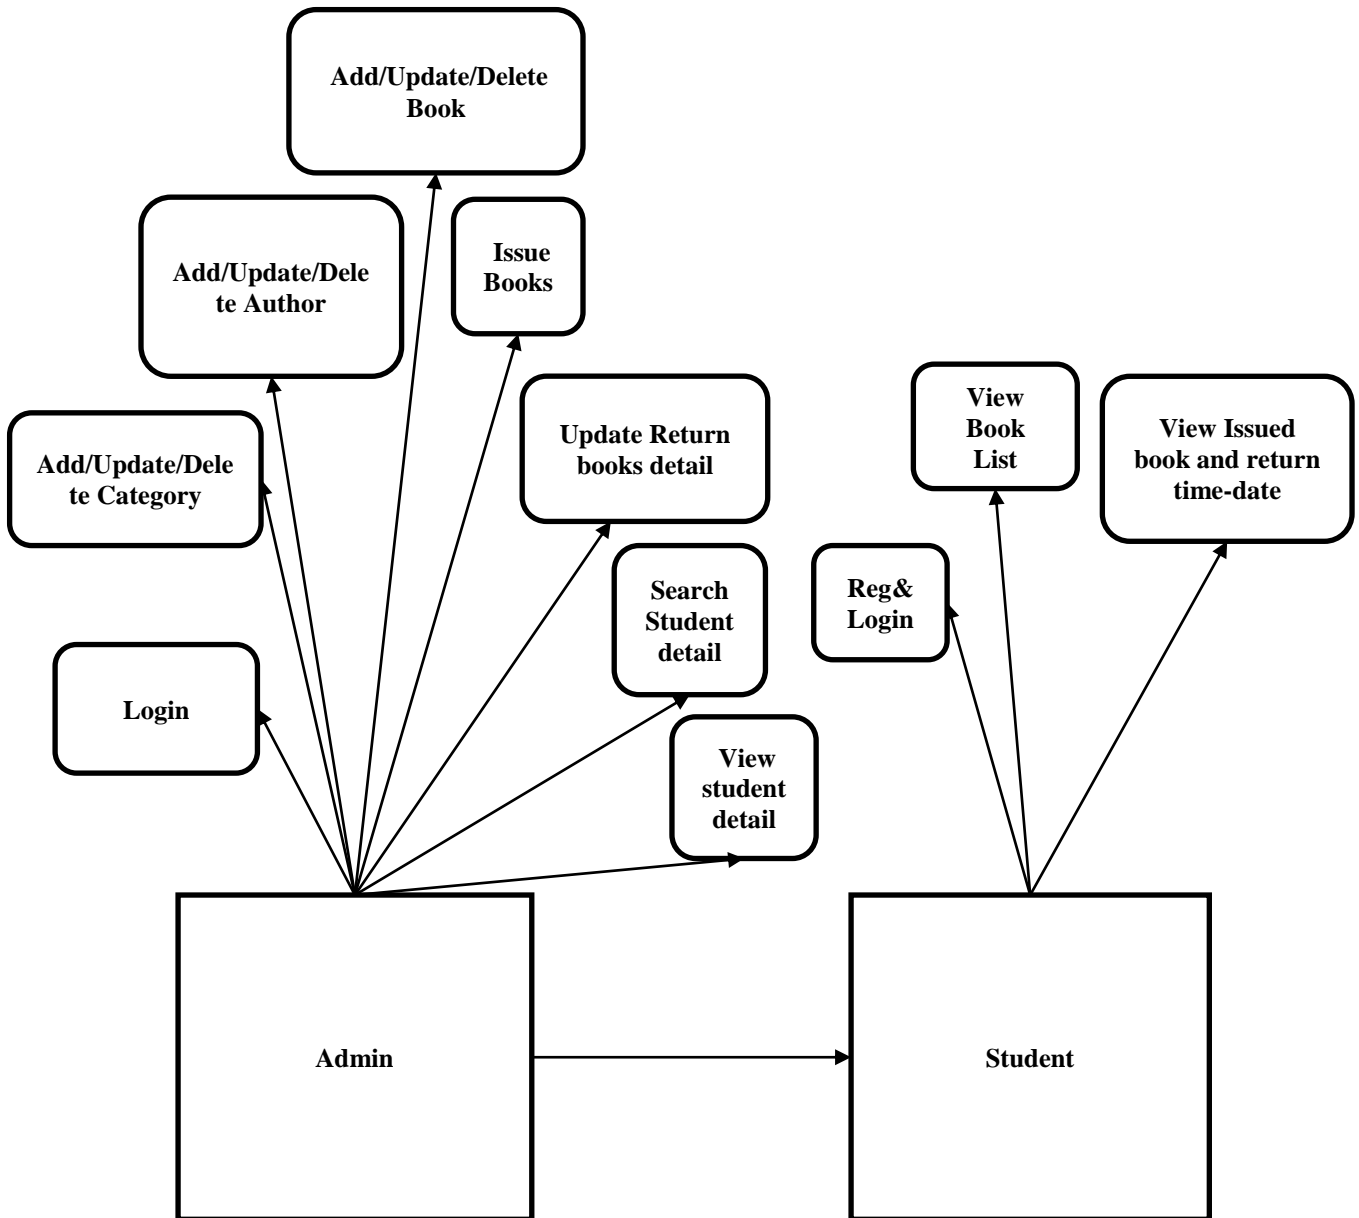 Add/Update/Delete
Book
Add/Update/Dele
te Author
Issue
Books
Add/Update/Dele
te Category
Update Return
books detail
View
Book
List
View Issued
book and return
time-date
Search
Student
detail
Reg&
Login
Login
View
student
detail
Admin
Student